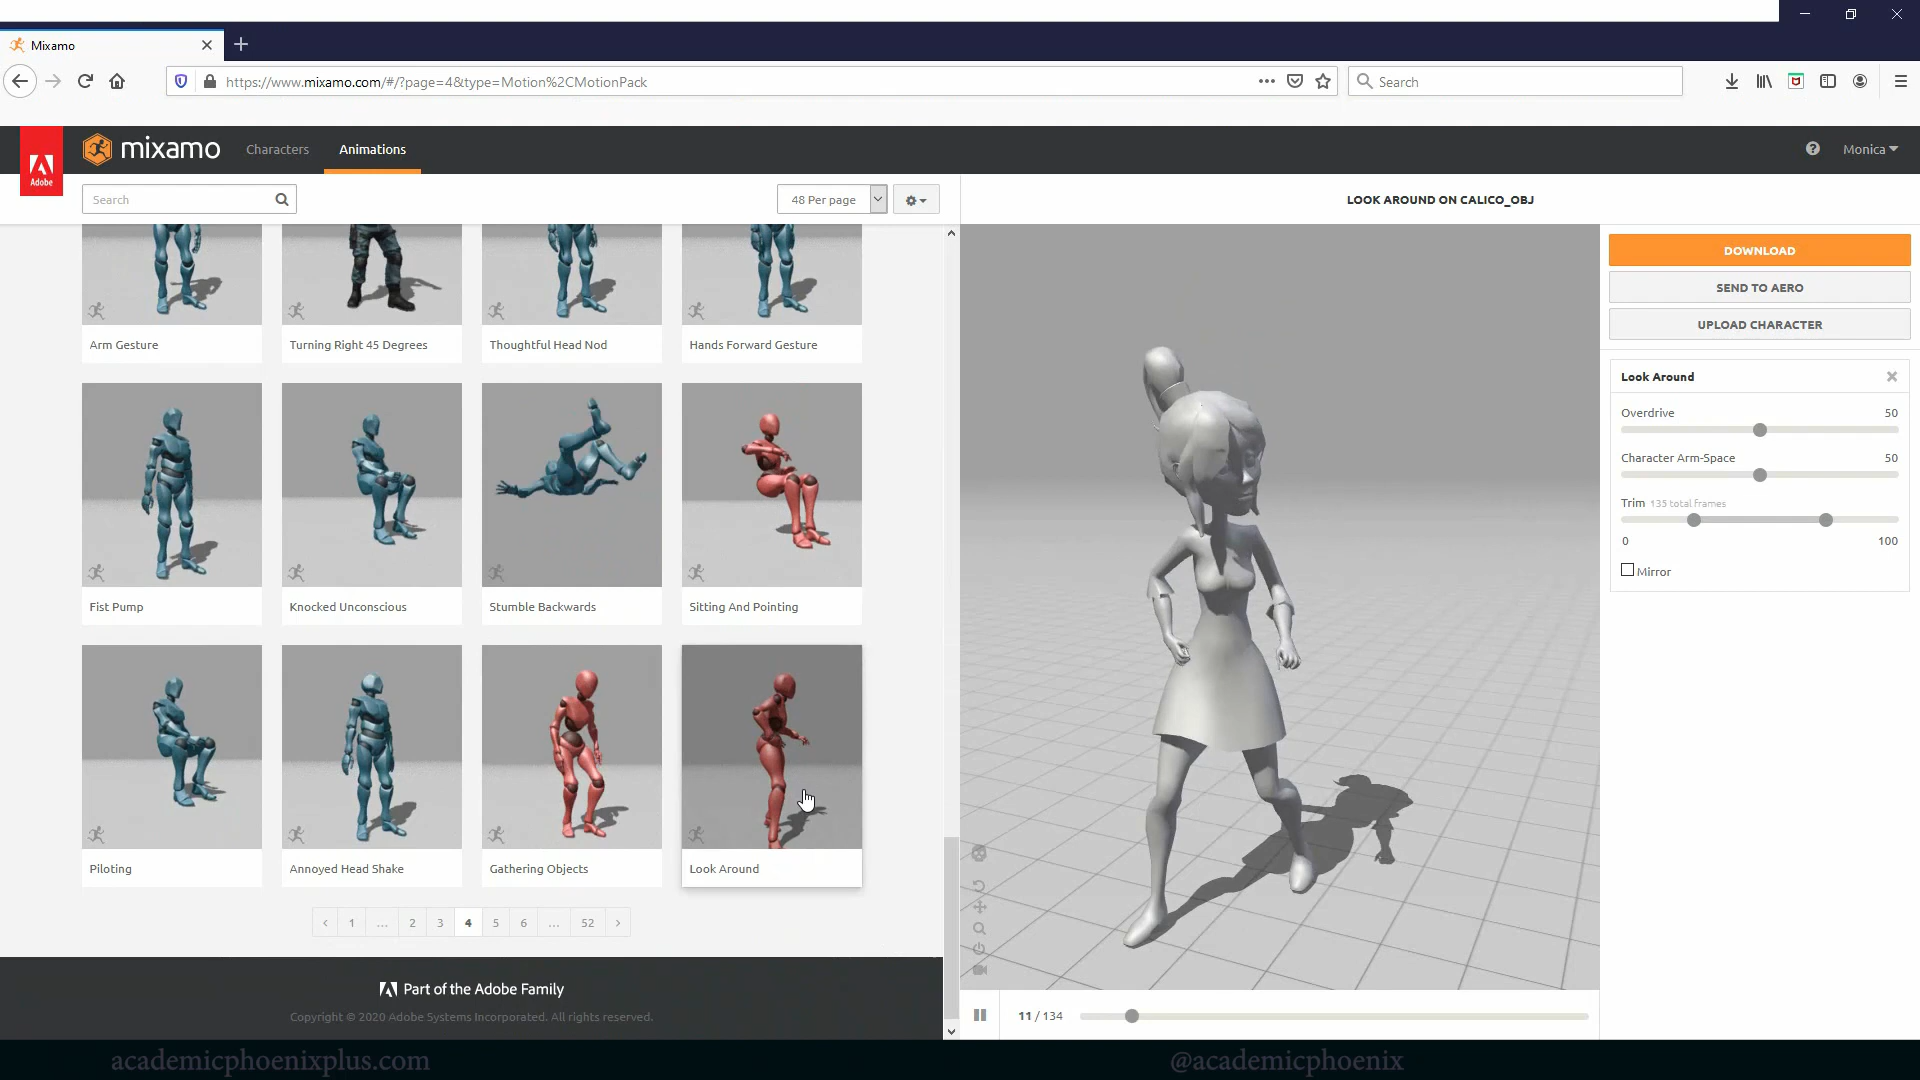 Mixamo
https://www.mixamo.com/#/?page=4&type=Motion%2CMotionPack
Search
Adobe
mixamo
Characters
Animations
Monica
Search
48 Per page
LOOK AROUND ON CALICO_OBJ
DOWNLOAD
SEND TO AERO
UPLOAD CHARACTER
Arm Gesture
Turning Right 45 Degrees
Thoughtful Head Nod
Hands Forward Gesture
Look Around
Overdrive 50
Character Arm-Space 50
Trim 135 total frames
0 100
Mirror
Fist Pump
Knocked Unconscious
Stumble Backwards
Sitting And Pointing
Piloting
Annoyed Head Shake
Gathering Objects
Look Around
‹ 1 ... 2 3 4 5 6 ... 52 ›
Part of the Adobe Family
Copyright © 2020 Adobe Systems Incorporated. All rights reserved.
11 / 134
academicphoenixplus.com
@academicphoenix